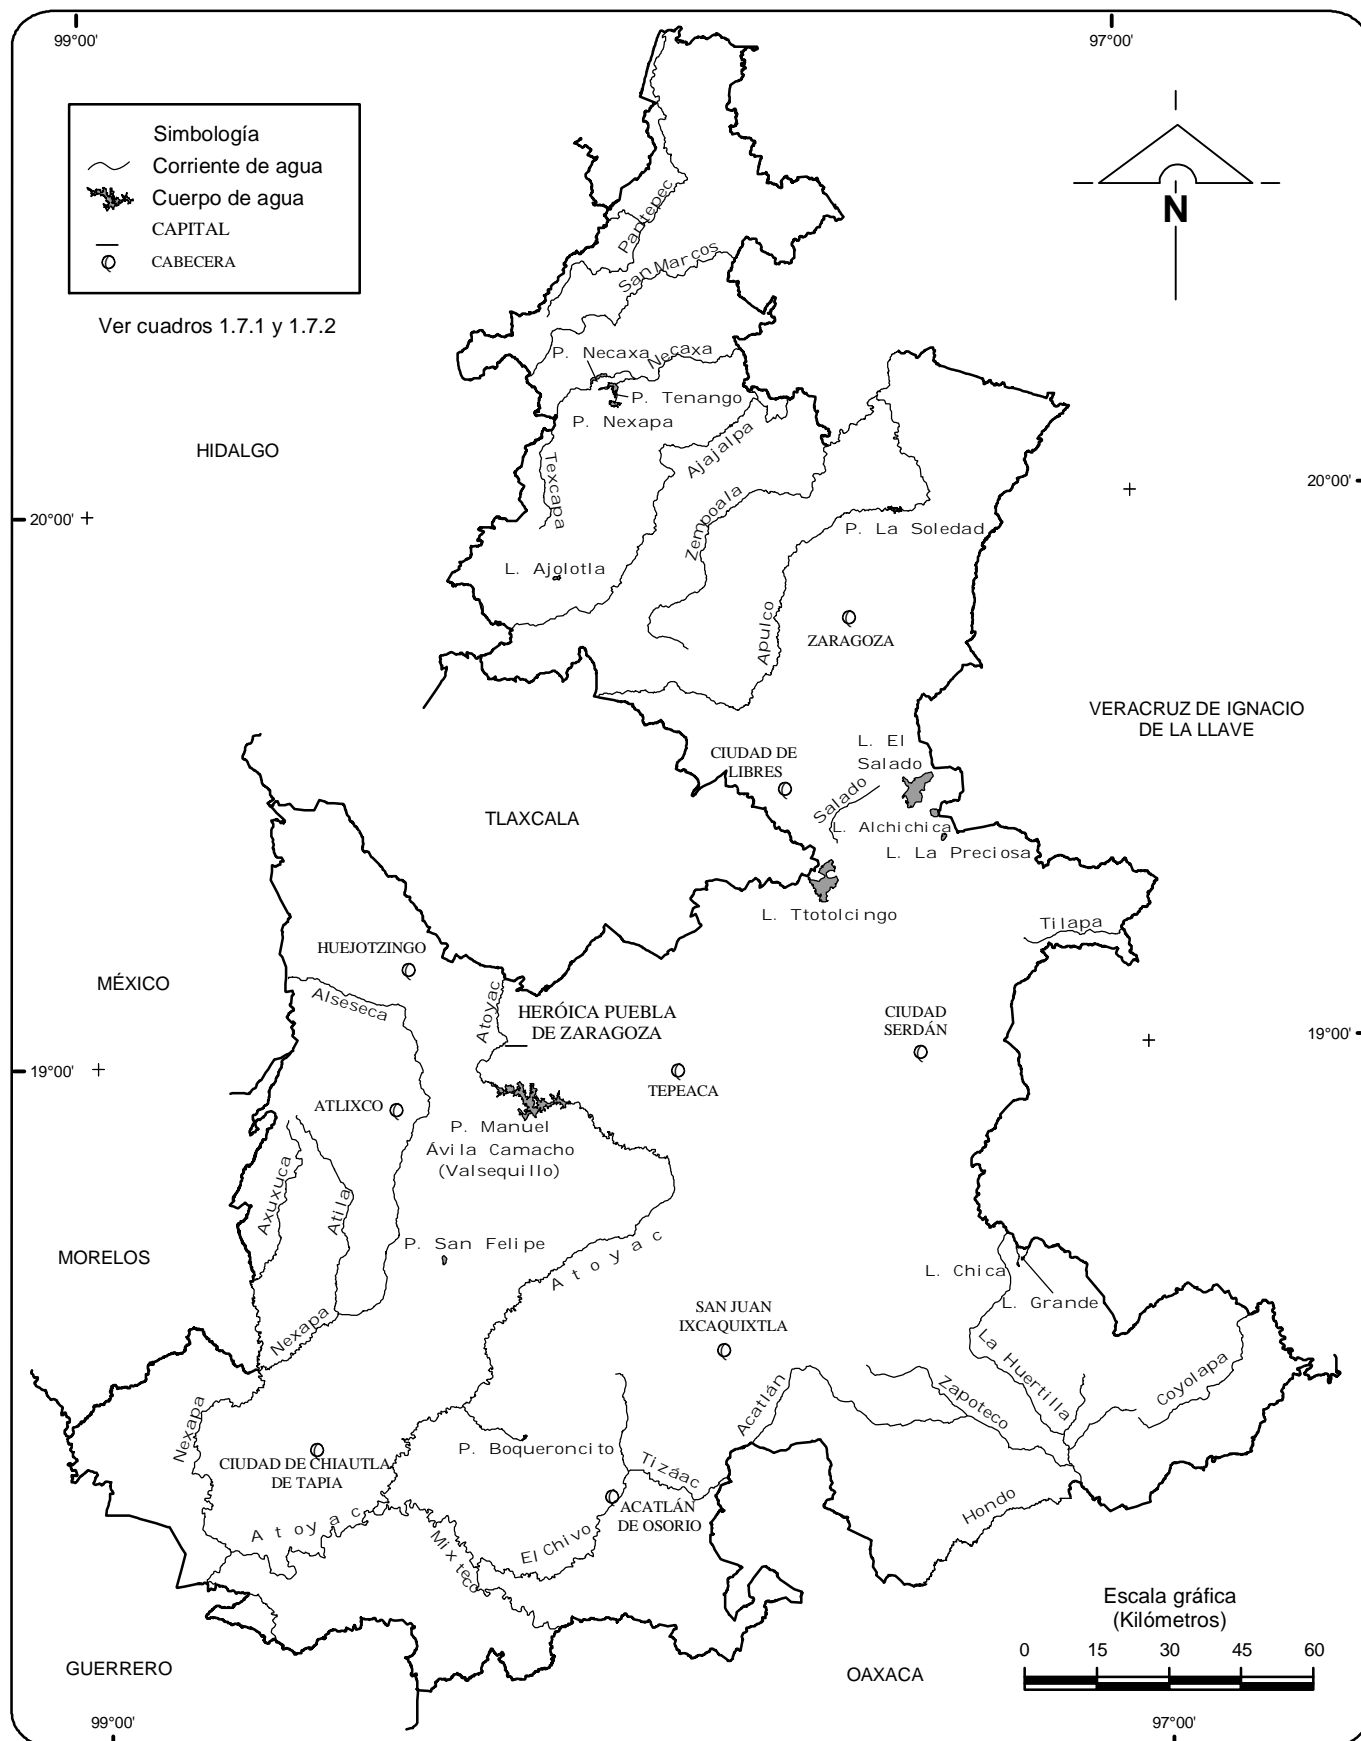 99°00'
97°00'
Simbología
Corriente de agua
Cuerpo de agua
CAPITAL
CABECERA
Ver cuadros 1.7.1 y 1.7.2
N
Pantepec
San Marcos
P. Necaxa
Necaxa
P. Tenango
P. Nexapa
HIDALGO
Texcapa
Ajajalpa
Zempoala
20°00'
20°00'
P. La Soledad
L. Ajolotla
Apulco
ZARAGOZA
VERACRUZ DE IGNACIO
DE LA LLAVE
CIUDAD DE
LIBRES
L. El
Salado
Salado
TLAXCALA
L. Alchichica
L. La Preciosa
L. Ttotolcingo
Tilapa
HUEJOTZINGO
MÉXICO
Alseseca
Atoyac
HERÓICA PUEBLA
DE ZARAGOZA
CIUDAD
SERDÁN
19°00'
19°00'
TEPEACA
ATLIXCO
P. Manuel
Ávila Camacho
(Valsequillo)
Axuxuca
Atila
MORELOS
P. San Felipe
Atoyac
L. Chica
L. Grande
SAN JUAN
IXCAQUIXTLA
Nexapa
La Huertilla
Coyolapa
Zapoteco
Acatlán
Nexapa
CIUDAD DE CHIAUTLA
DE TAPIA
P. Boqueroncito
Tizáac
ACATLÁN
DE OSORIO
Hondo
Atoyac
Mixteco
El Chivo
Escala gráfica
(Kilómetros)
0 15 30 45 60
GUERRERO
OAXACA
99°00'
97°00'